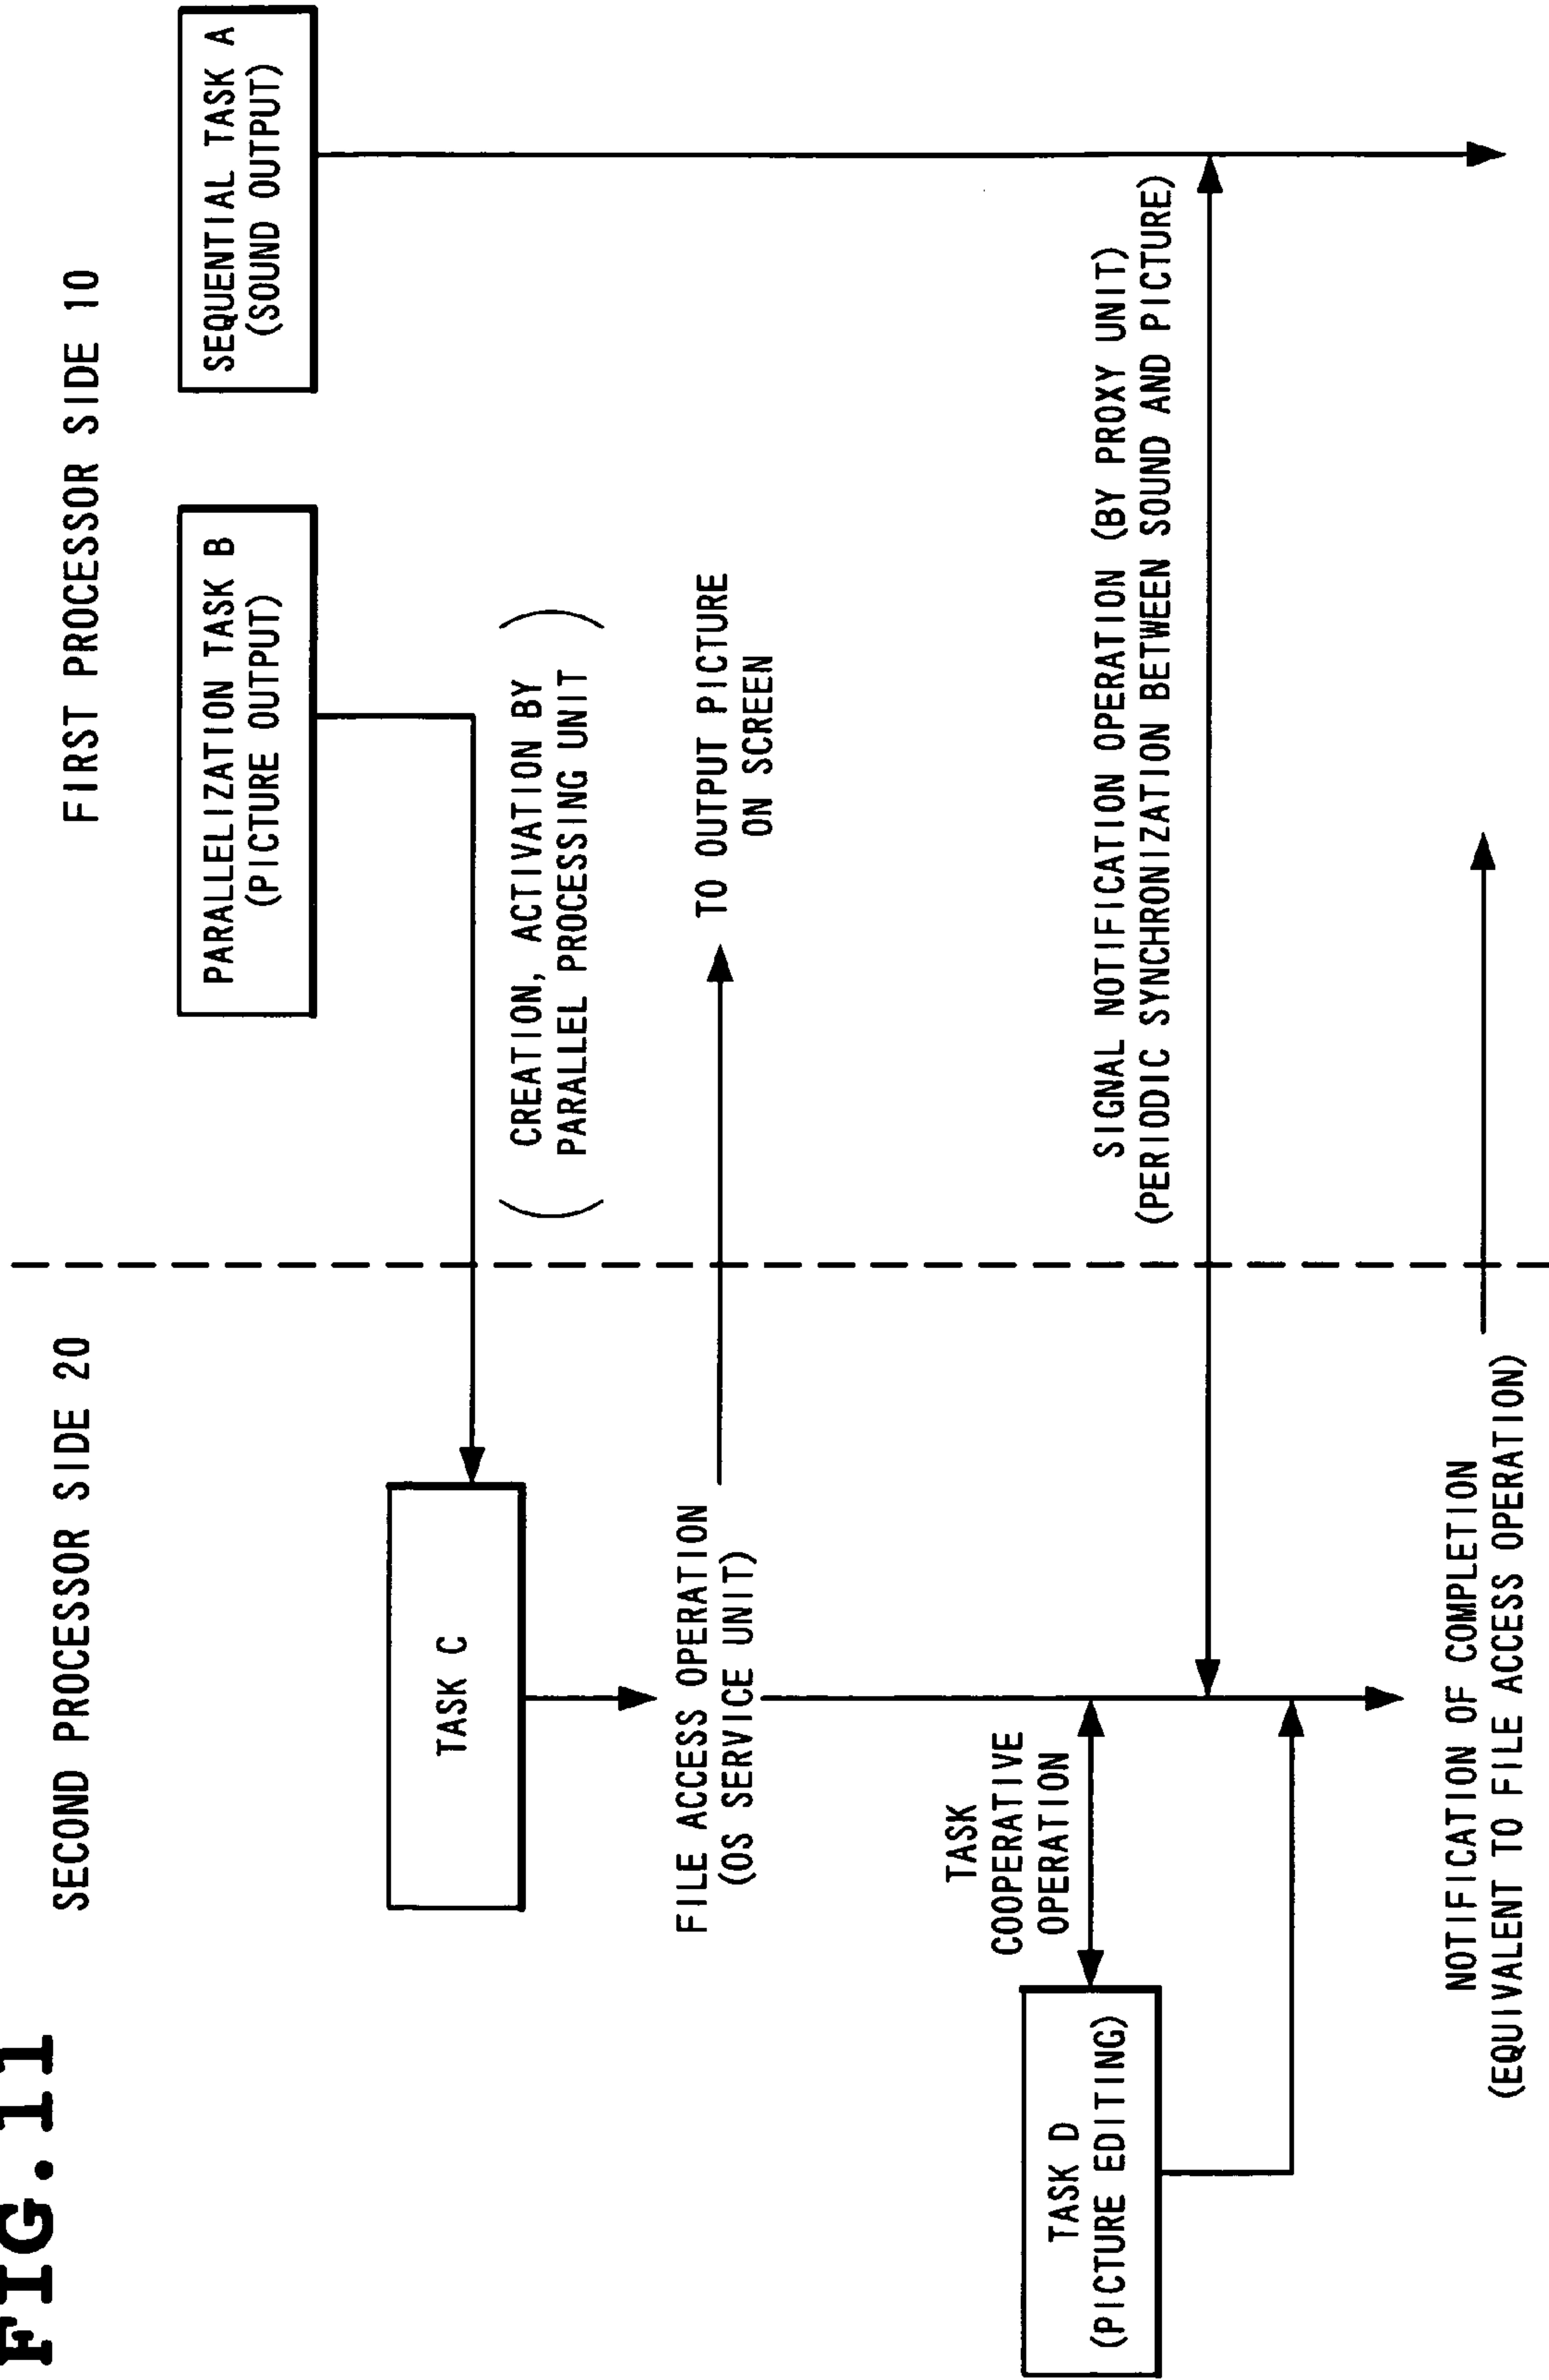 FIG.11
SECOND PROCESSOR SIDE 20
FIRST PROCESSOR SIDE 10
PARALLELIZATION TASK B
(PICTURE OUTPUT)
SEQUENTIAL TASK A
(SOUND OUTPUT)
TASK C
(CREATION, ACTIVATION BY
PARALLEL PROCESSING UNIT)
FILE ACCESS OPERATION
(OS SERVICE UNIT)
TO OUTPUT PICTURE
ON SCREEN
TASK
COOPERATIVE
OPERATION
TASK D
(PICTURE EDITING)
SIGNAL NOTIFICATION OPERATION (BY PROXY UNIT)
(PERIODIC SYNCHRONIZATION BETWEEN SOUND AND PICTURE)
NOTIFICATION OF COMPLETION
(EQUIVALENT TO FILE ACCESS OPERATION)